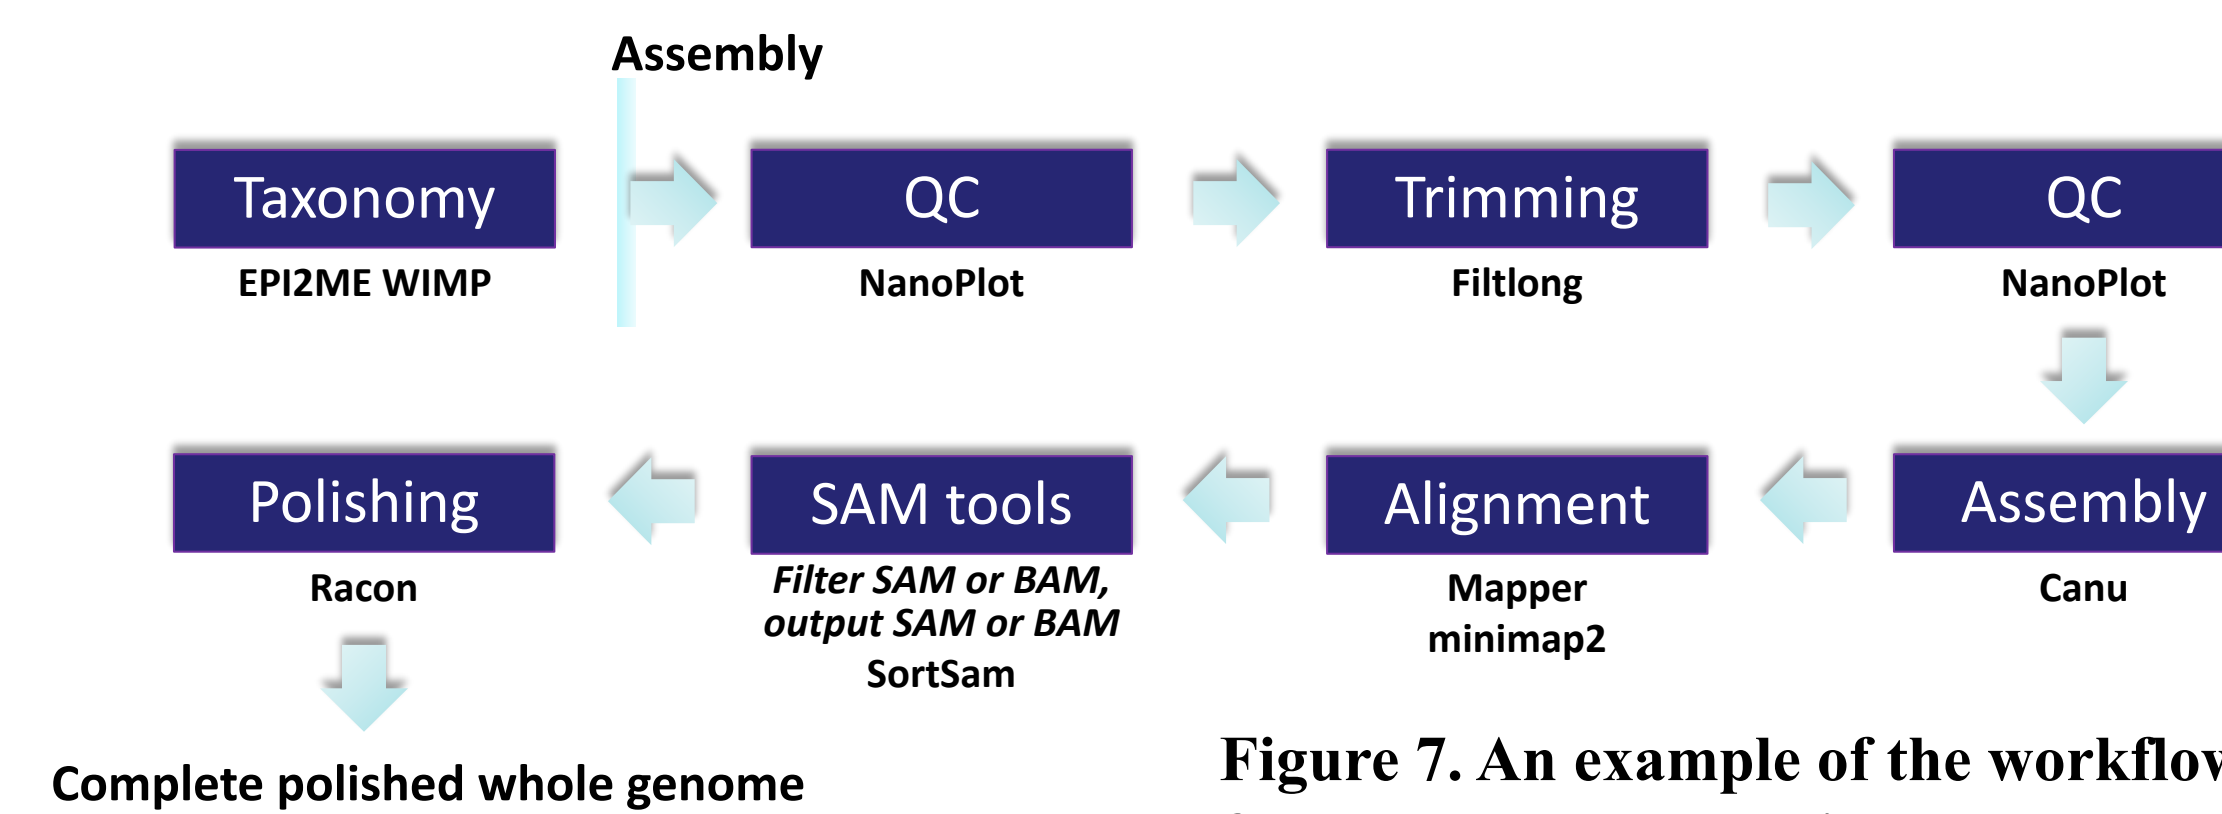 Assembly
Taxonomy
QC
Trimming
QC
EPI2ME WIMP
NanoPlot
Filtlong
NanoPlot
Polishing
SAM tools
Alignment
Assembly
Racon
Filter SAM or BAM,
output SAM or BAM
SortSam
Mapper
minimap2
Canu
Complete polished whole genome
Figure 7. An example of the workflow